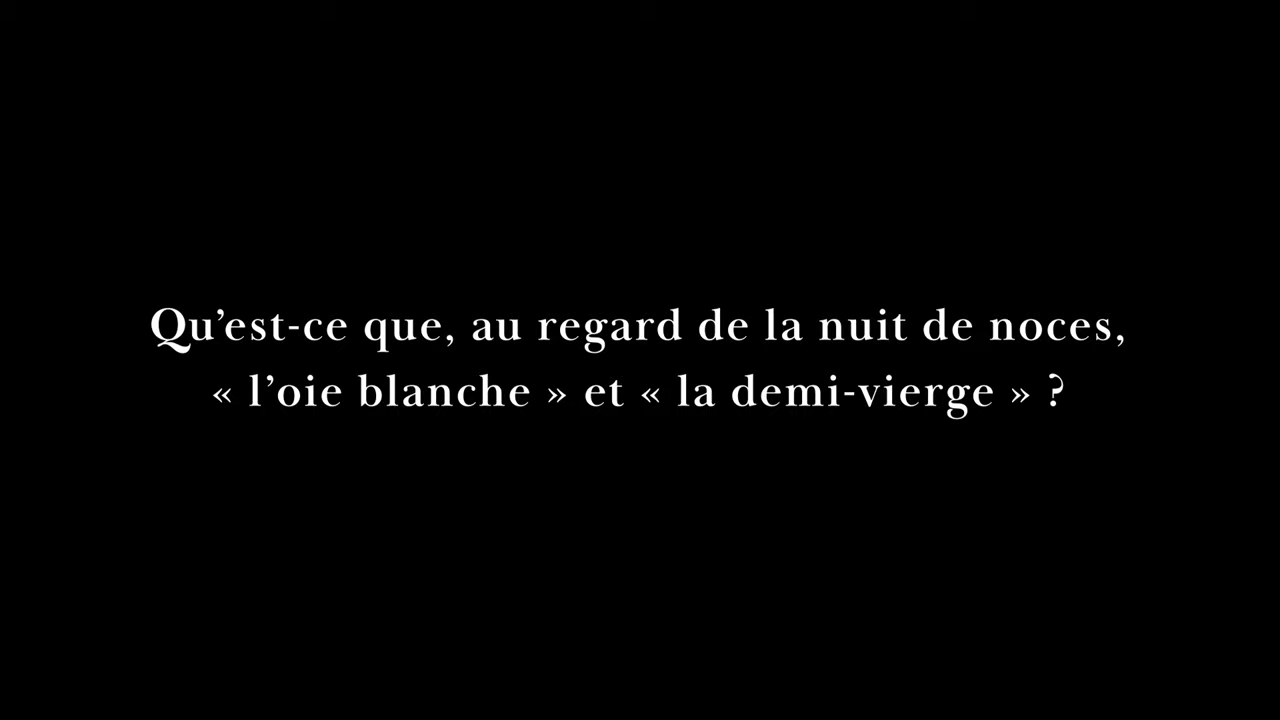 Qu’est-ce que, au regard de la nuit de noces,
« l’oie blanche » et « la demi-vierge » ?